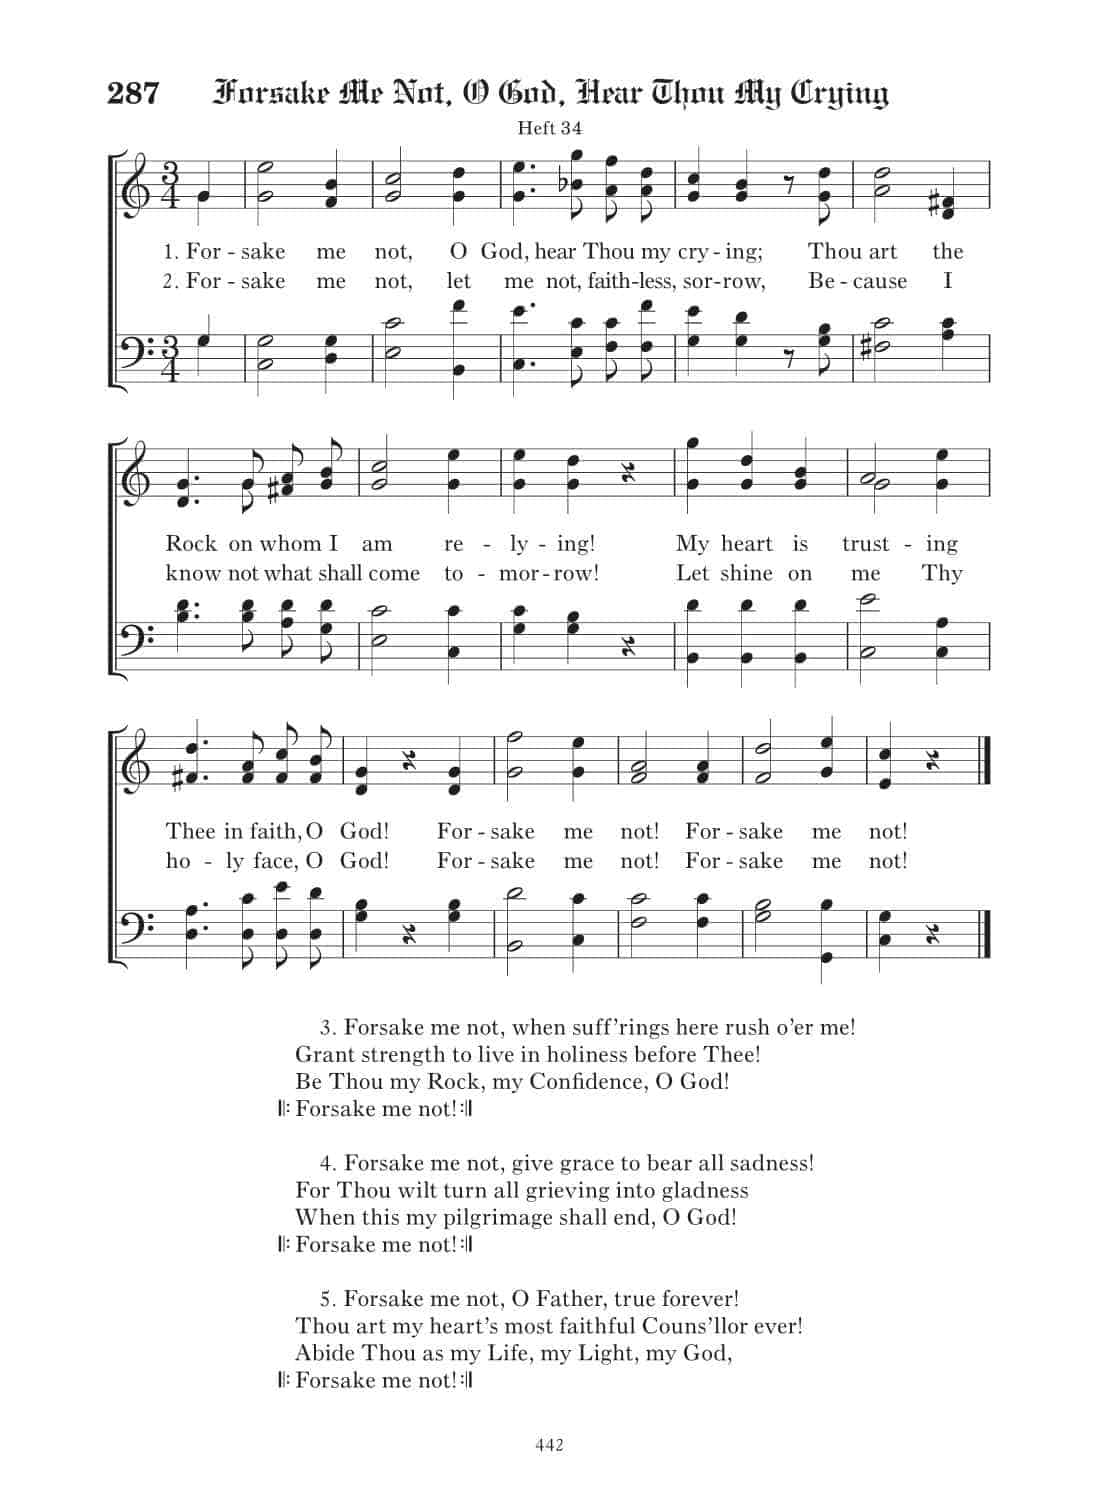 287 Forsake Me Not, O God, Hear Thou My Crying
Heft 34
1. For - sake me not, O God, hear Thou my cry - ing; Thou art the
2. For - sake me not, let me not, faith-less, sor-row, Be - cause I
Rock on whom I am re - ly - ing! My heart is trust - ing
know not what shall come to - mor-row! Let shine on me Thy
Thee in faith, O God! For - sake me not! For - sake me not!
ho - ly face, O God! For - sake me not! For - sake me not!
3. Forsake me not, when suff’rings here rush o’er me!
Grant strength to live in holiness before Thee!
Be Thou my Rock, my Confidence, O God!
𝄆 Forsake me not! 𝄇
4. Forsake me not, give grace to bear all sadness!
For Thou wilt turn all grieving into gladness
When this my pilgrimage shall end, O God!
𝄆 Forsake me not! 𝄇
5. Forsake me not, O Father, true forever!
Thou art my heart’s most faithful Couns’llor ever!
Abide Thou as my Life, my Light, my God,
𝄆 Forsake me not! 𝄇
442